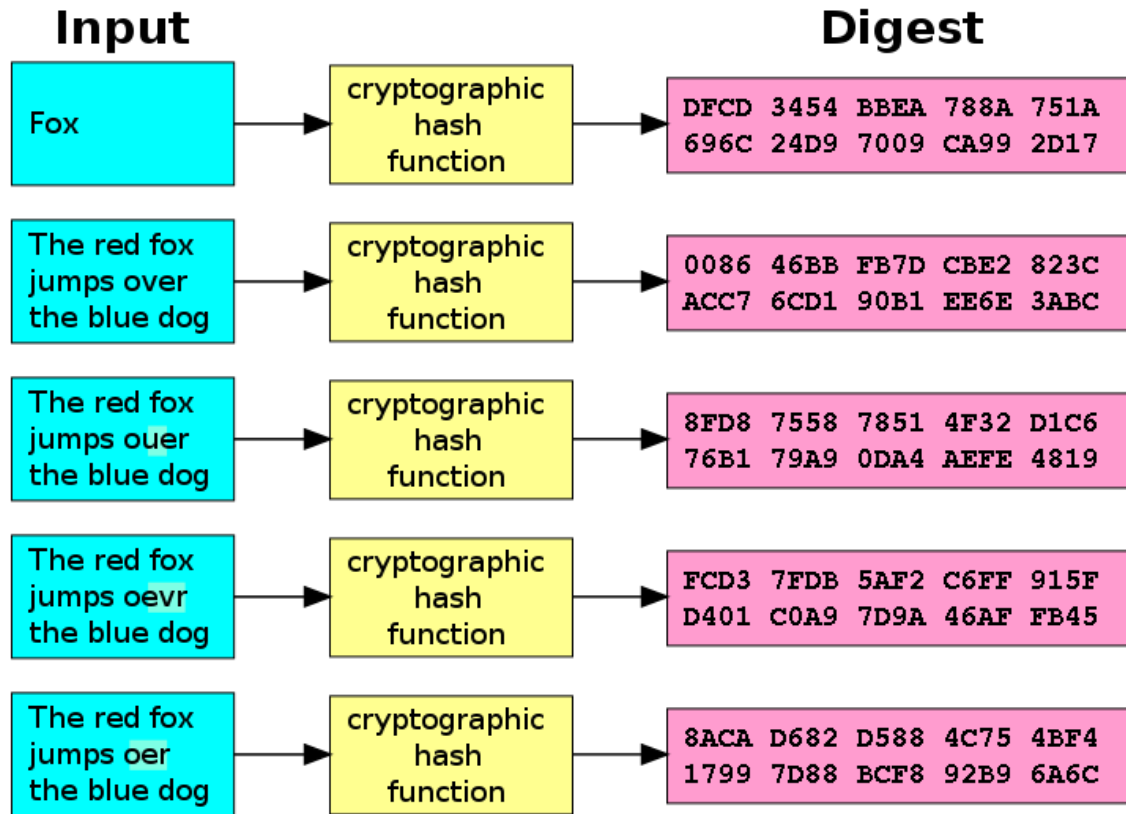 Input
Digest
Fox
cryptographic
hash
function
DFCD 3454 BBEA 788A 751A
696C 24D9 7009 CA99 2D17
The red fox
jumps over
the blue dog
cryptographic
hash
function
0086 46BB FB7D CBE2 823C
ACC7 6CD1 90B1 EE6E 3ABC
The red fox
jumps ouer
the blue dog
cryptographic
hash
function
8FD8 7558 7851 4F32 D1C6
76B1 79A9 0DA4 AEFE 4819
The red fox
jumps oevr
the blue dog
cryptographic
hash
function
FCD3 7FDB 5AF2 C6FF 915F
D401 C0A9 7D9A 46AF FB45
The red fox
jumps oer
the blue dog
cryptographic
hash
function
8ACA D682 D588 4C75 4BF4
1799 7D88 BCF8 92B9 6A6C